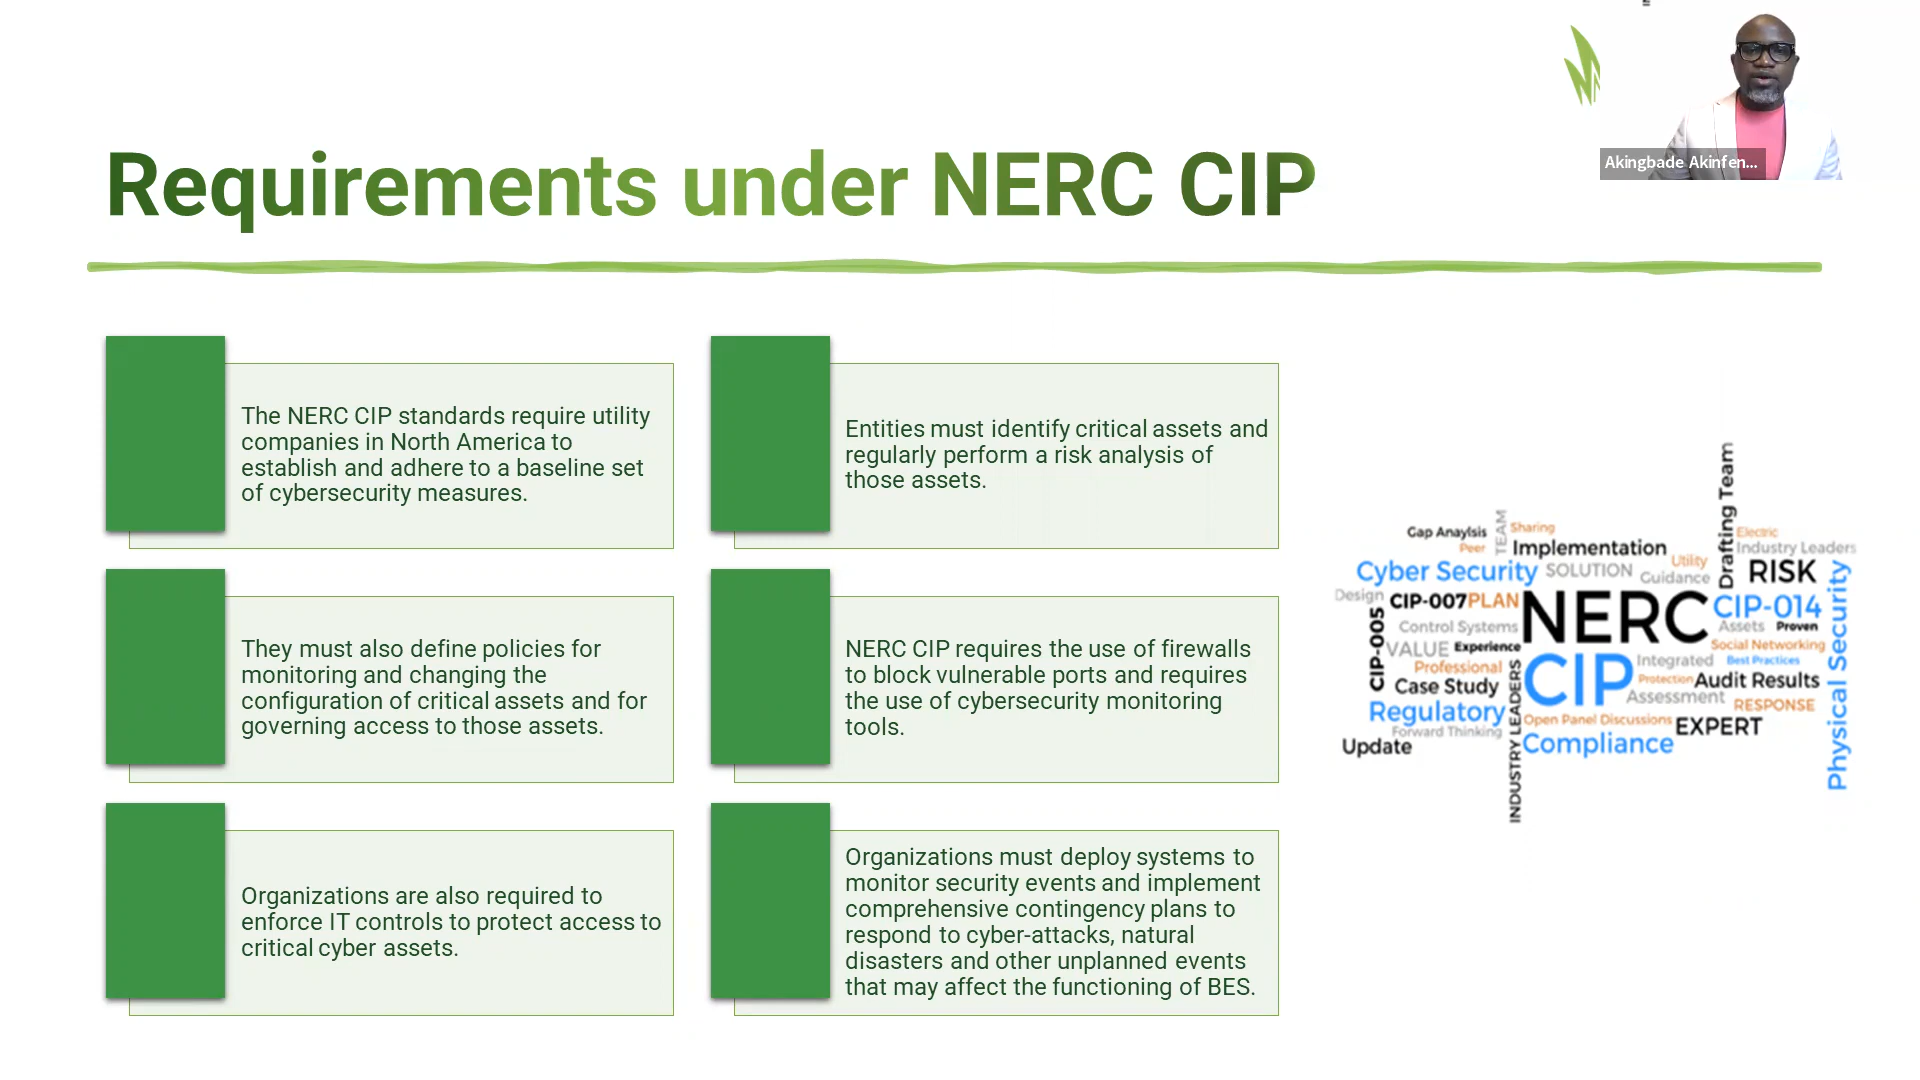 Akingbade Akinfen...
Requirements under NERC CIP
The NERC CIP standards require utility
companies in North America to
establish and adhere to a baseline set
of cybersecurity measures.
Entities must identify critical assets and
regularly perform a risk analysis of
those assets.
They must also define policies for
monitoring and changing the
configuration of critical assets and for
governing access to those assets.
NERC CIP requires the use of firewalls
to block vulnerable ports and requires
the use of cybersecurity monitoring
tools.
Organizations are also required to
enforce IT controls to protect access to
critical cyber assets.
Organizations must deploy systems to
monitor security events and implement
comprehensive contingency plans to
respond to cyber-attacks, natural
disasters and other unplanned events
that may affect the functioning of BES.
Gap Anaylsis
TEAM
Sharing
Peer
Implementation
Drafting Team
Electric
Industry Leaders
Cyber Security
SOLUTION
Utility
Guidance
RISK
Design
CIP-007
PLAN
NERC
CIP-014
Physical Security
CIP-005
Control Systems
Assets
Proven
VALUE
Experience
Social Networking
Professional
CIP
Integrated
Best Practices
Case Study
Protection
Audit Results
Assessment
Regulatory
INDUSTRY LEADERS
RESPONSE
Open Panel Discussions
EXPERT
Forward Thinking
Update
Compliance